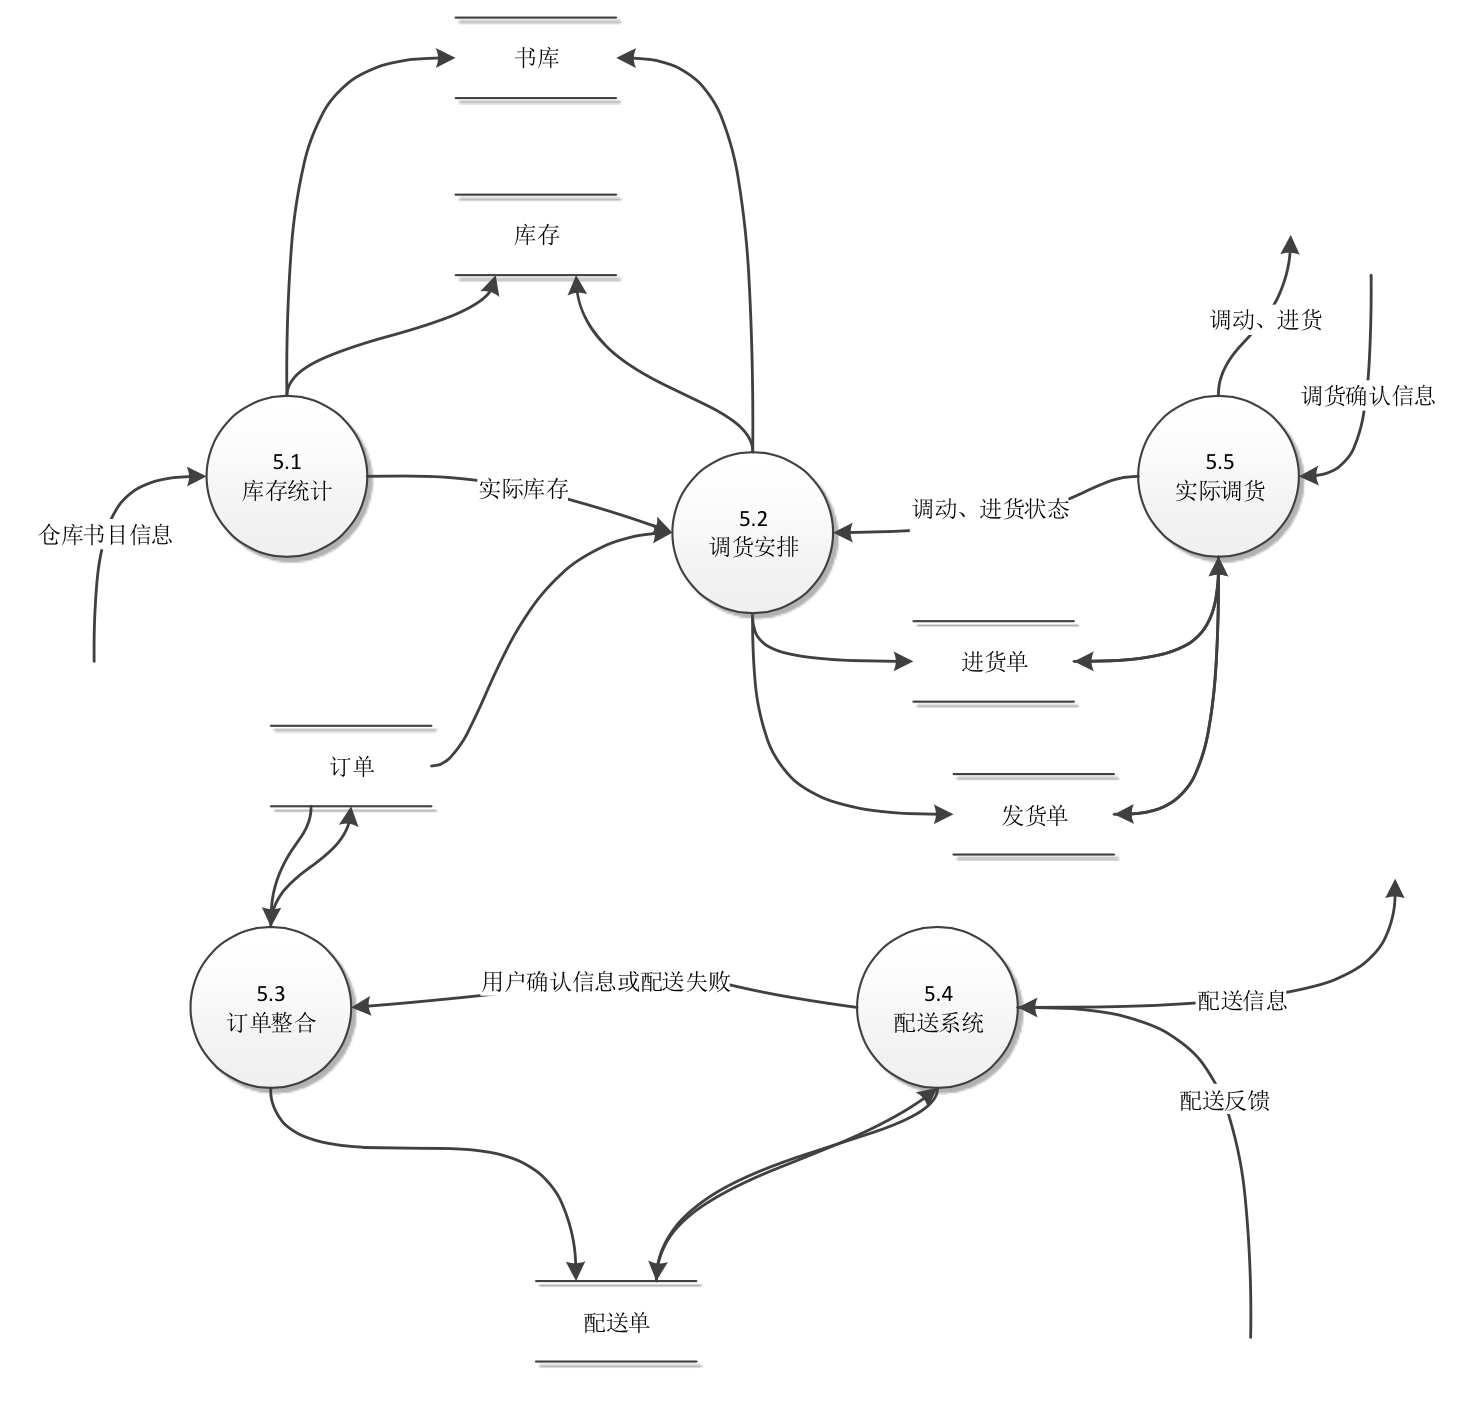 书库
库存
调动、进货
调货确认信息
5.1
库存统计
5.5
实际调货
实际库存
调动、进货状态
5.2
调货安排
仓库书目信息
进货单
订单
发货单
用户确认信息或配送失败
5.3
订单整合
5.4
配送系统
配送信息
配送反馈
配送单